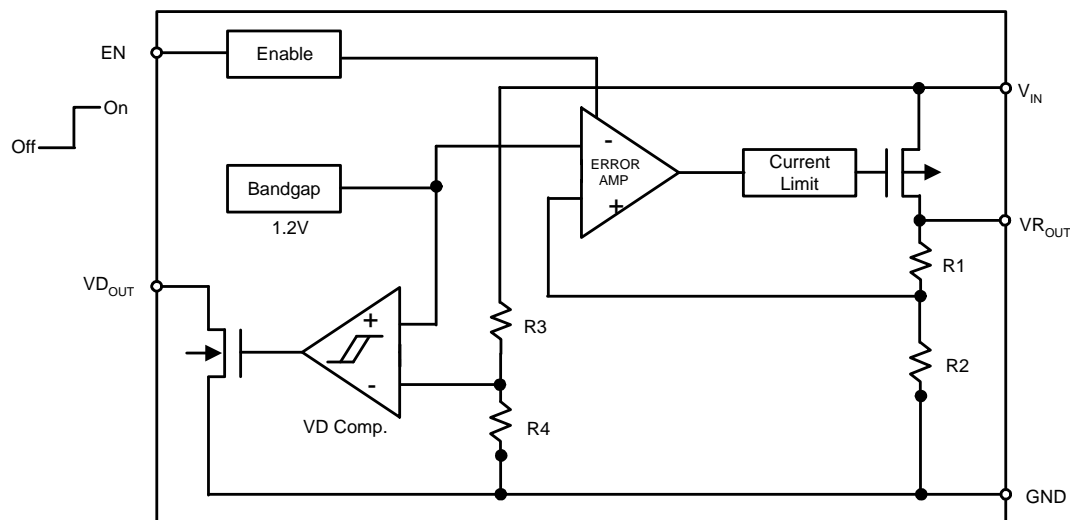 EN
Enable
On
Off
V_IN
-
ERROR
AMP
+
Current
Limit
Bandgap
1.2V
VR_OUT
R1
VD_OUT
+
R3
R2
-
R4
VD Comp.
GND